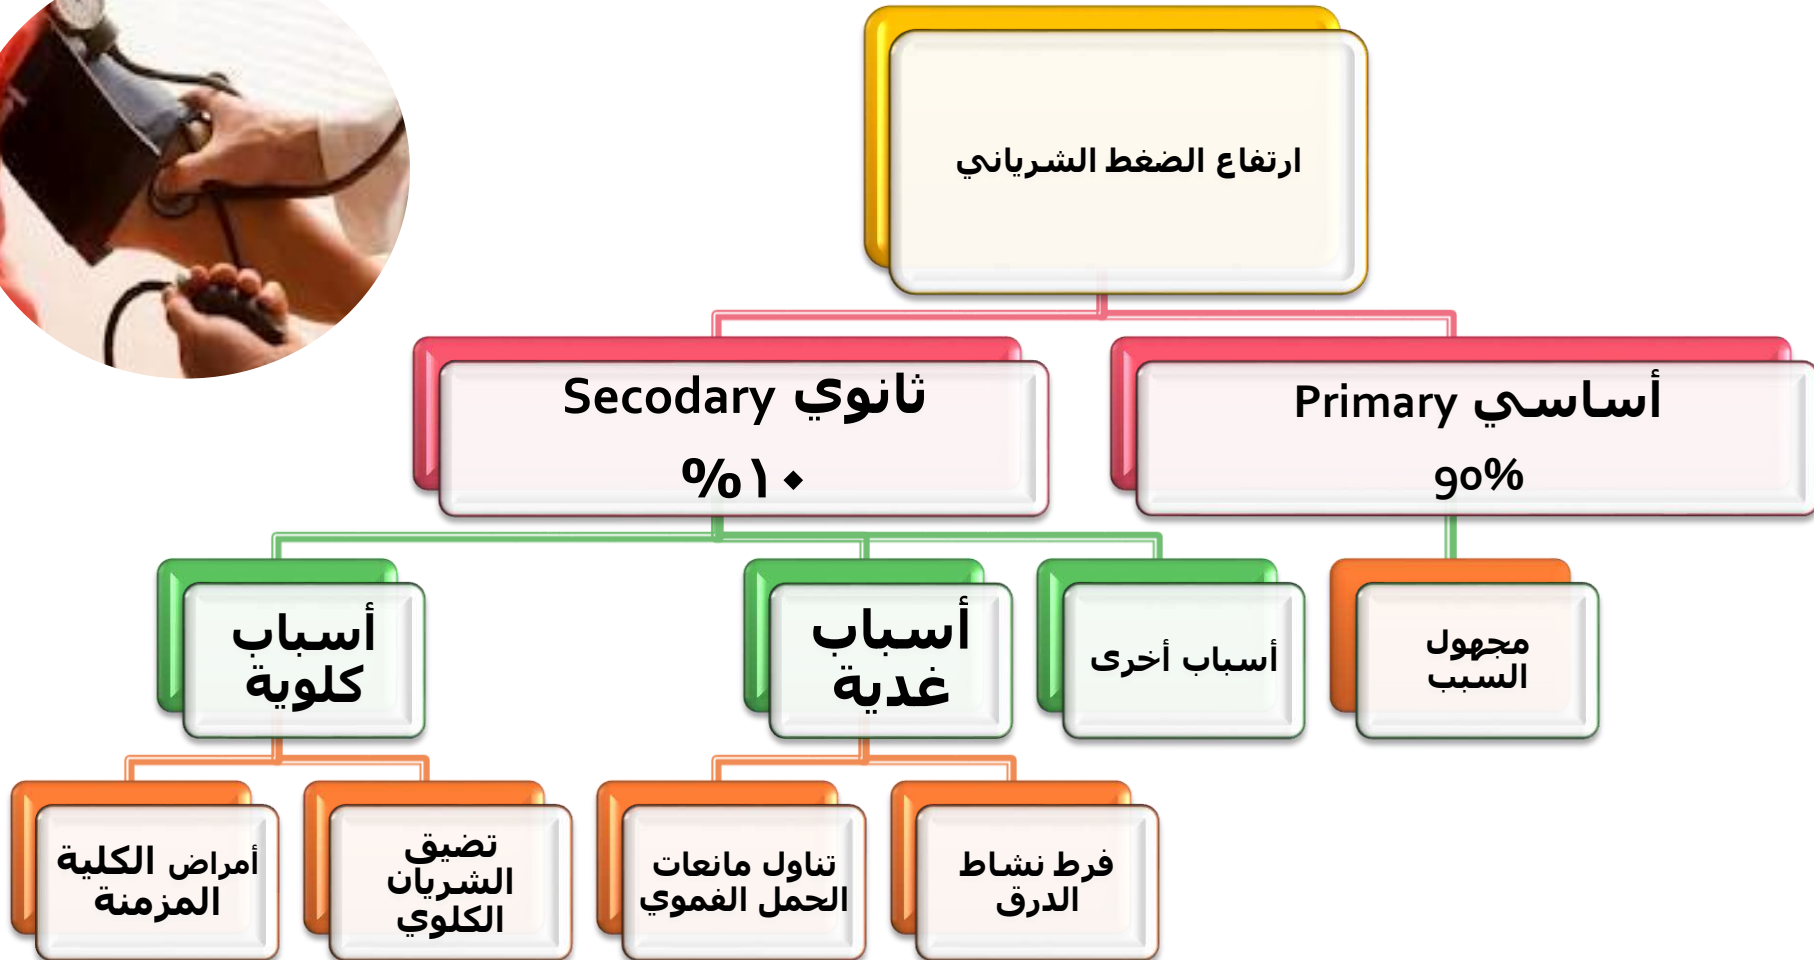 ارتفاع الضغط الشرياني
أساسي Primary
90%
ثانوي Secodary
%١٠
مجهول
السبب
أسباب أخرى
أسباب
غدية
أسباب
كلوية
فرط نشاط
الدرق
تناول مانعات
الحمل الفموي
تضيق
الشريان
الكلوي
أمراض الكلية
المزمنة